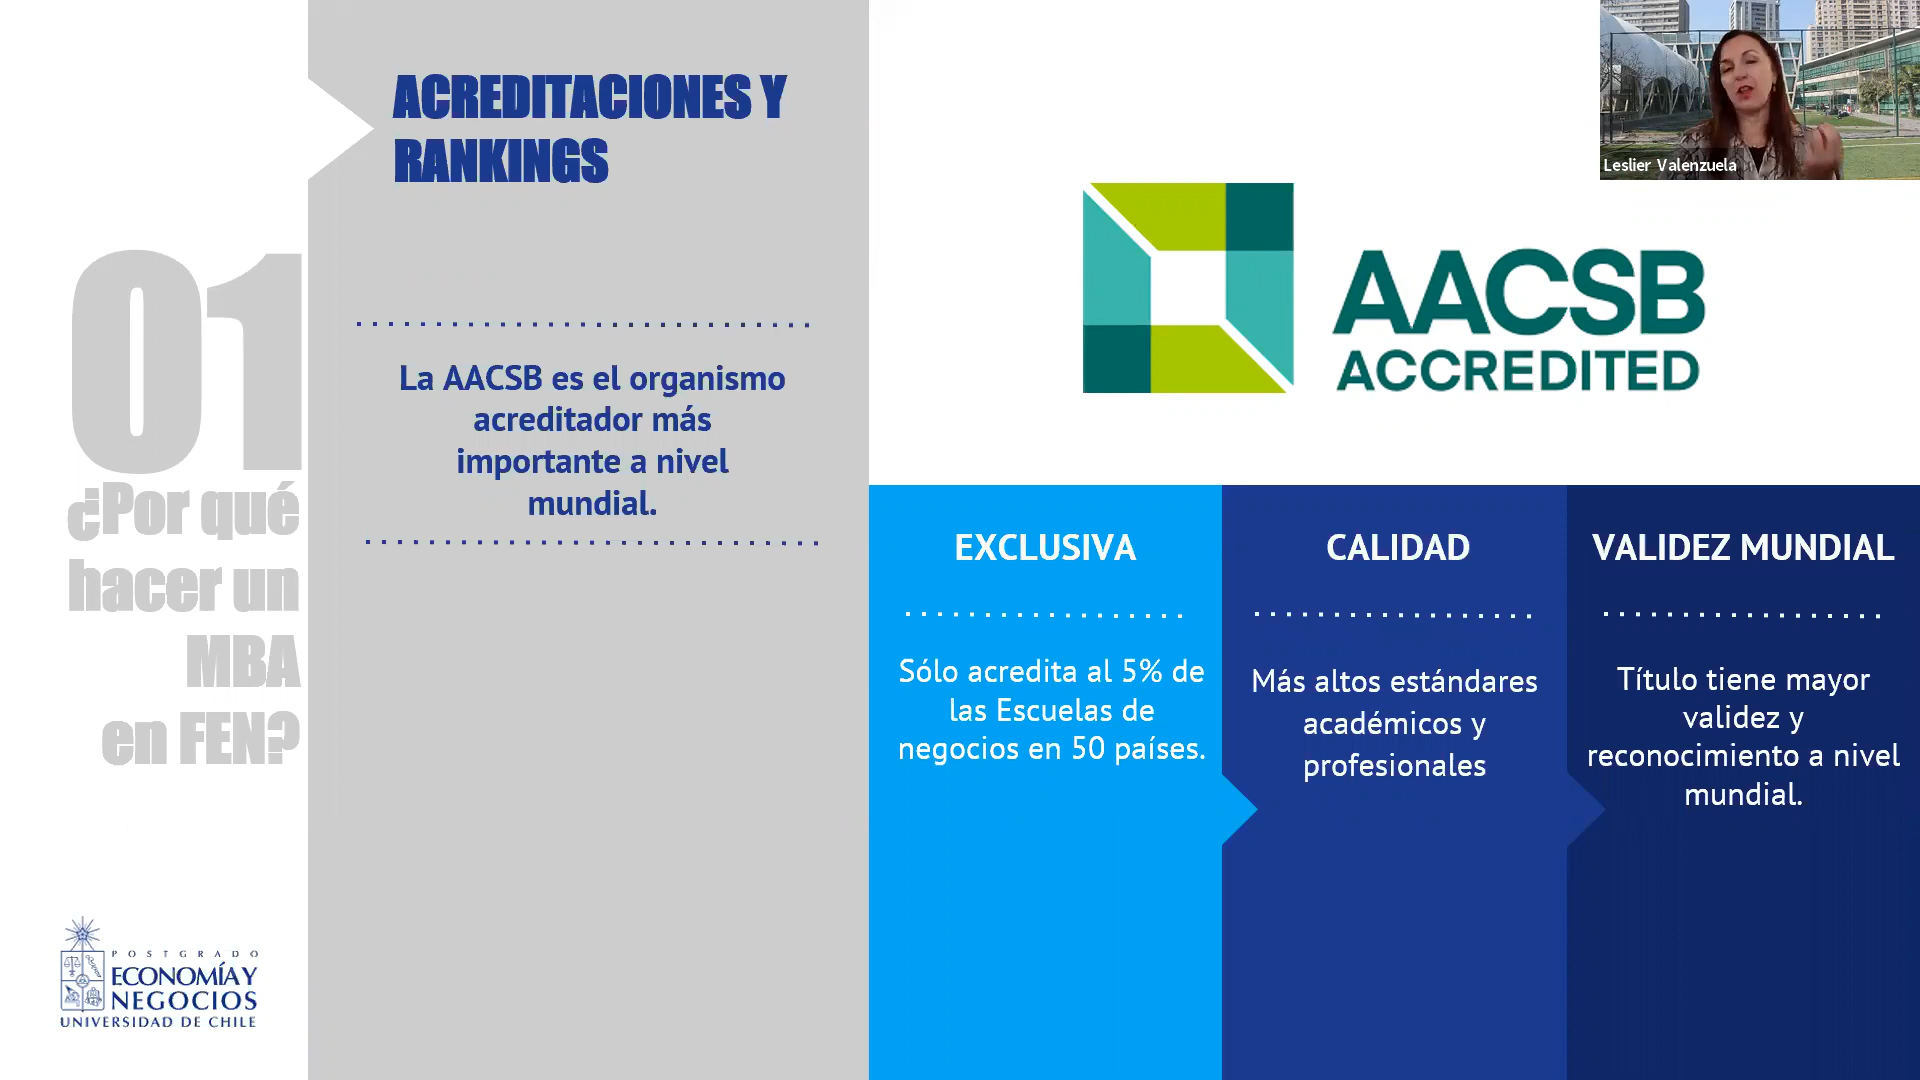 01
¿Por qué
hacer un
MBA
en FEN?
POSTGRADO
ECONOMÍA Y
NEGOCIOS
UNIVERSIDAD DE CHILE
ACREDITACIONES Y
RANKINGS
La AACSB es el organismo
acreditador más
importante a nivel
mundial.
AACSB
ACCREDITED
Leslier Valenzuela
EXCLUSIVA
Sólo acredita al 5% de
las Escuelas de
negocios en 50 países.
CALIDAD
Más altos estándares
académicos y
profesionales
VALIDEZ MUNDIAL
Título tiene mayor
validez y
reconocimiento a nivel
mundial.